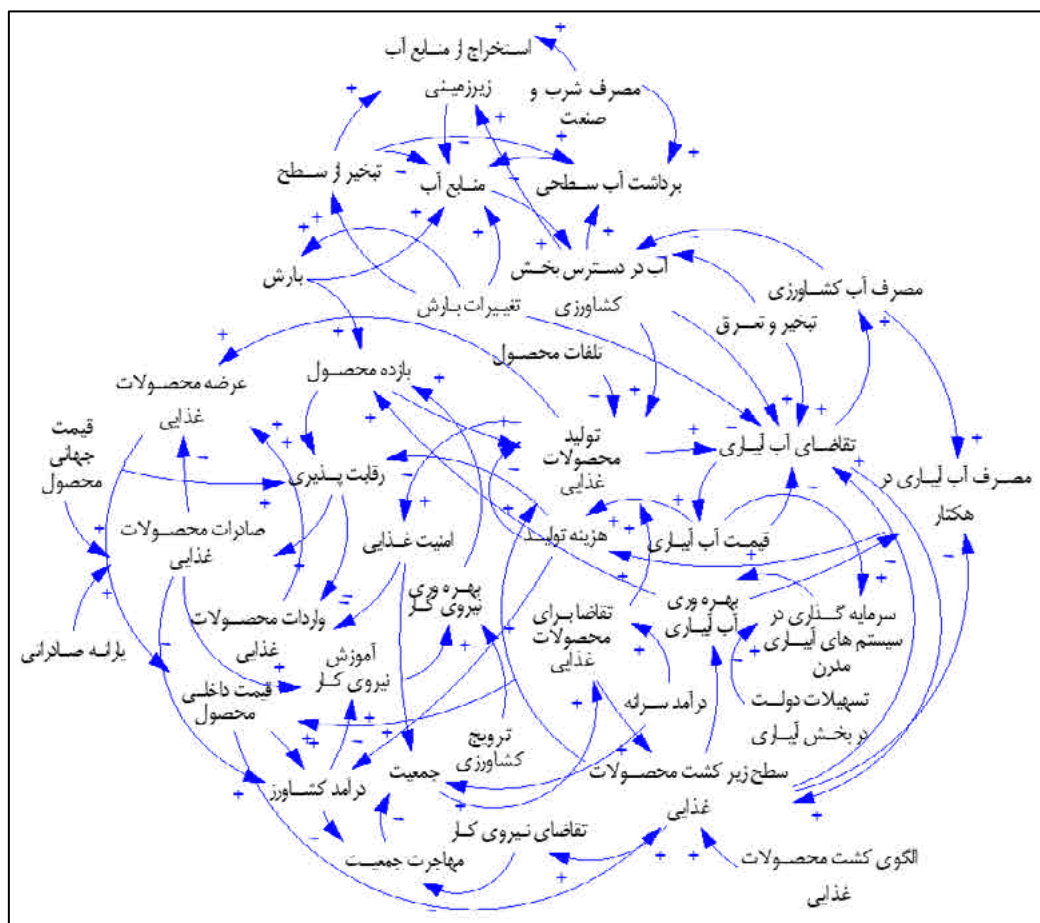 استخراج از منابع آب
زیرزمینی
مصرف شرب و
صنعت
تبخیر از سطح
منابع آب
برداشت آب سطحی
بارش
تغییرات بارش
آب در دسترس بخش
کشاورزی
مصرف آب کشاورزی
تبخیر و تعرق
تلفات محصول
عرضه محصولات
غذایی
بازده محصول
قیمت
جهانی
محصول
رقابت پذیری
تولید
محصولات
غذایی
تقاضای آب آبیاری
مصرف آب آبیاری در
هکتار
صادرات محصولات
غذایی
امنیت غذایی
هزینه تولید
قیمت آب آبیاری
بهره وری
نیروی کار
تقاضا برای
محصولات
غذایی
بهره وری
آب آبیاری
سرمایه گذاری در
سیستم های آبیاری
مدرن
یارانه صادراتی
واردات محصولات
غذایی
آموزش
نیروی کار
قیمت داخلی
محصول
ترویج
کشاورزی
درآمد سرانه
تسهیلات دولت
در بخش آبیاری
درآمد کشاورز
جمعیت
سطح زیر کشت محصولات
غذایی
مهاجرت جمعیت
تقاضای نیروی کار
الگوی کشت محصولات
غذایی